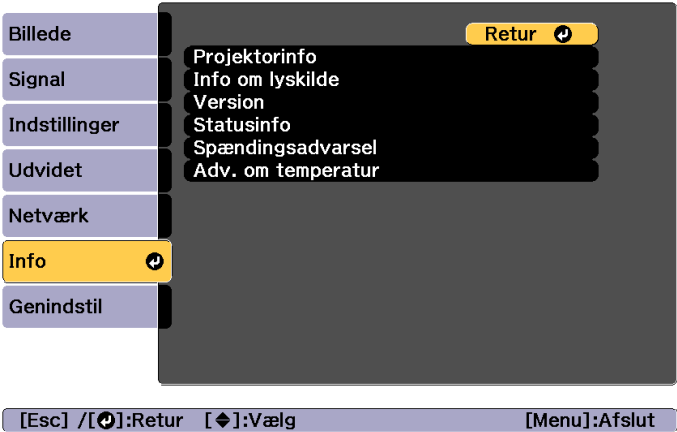 Billede
Signal
Indstillinger
Udvidet
Netværk
Info
Genindstil
Retur
Projektorinfo
Info om lyskilde
Version
Statusinfo
Spændingsadvarsel
Adv. om temperatur
[Esc] /[⏎]:Retur [◆]:Vælg [Menu]:Afslut